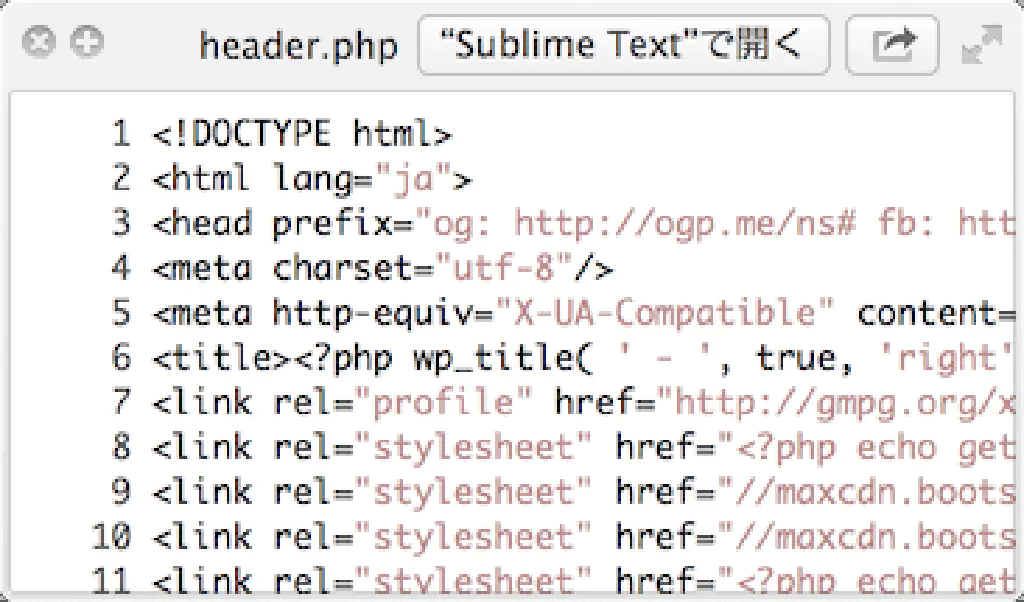 header.php “Sublime Text”で開く
1 <!DOCTYPE html>
2 <html lang="ja">
3 <head prefix="og: http://ogp.me/ns# fb: htt
4 <meta charset="utf-8"/>
5 <meta http-equiv="X-UA-Compatible" content=
6 <title><?php wp_title( ' - ', true, 'right'
7 <link rel="profile" href="http://gmpg.org/x
8 <link rel="stylesheet" href="<?php echo get
9 <link rel="stylesheet" href="//maxcdn.boots
10 <link rel="stylesheet" href="//maxcdn.boots
11 <link rel="stylesheet" href="<?php echo get